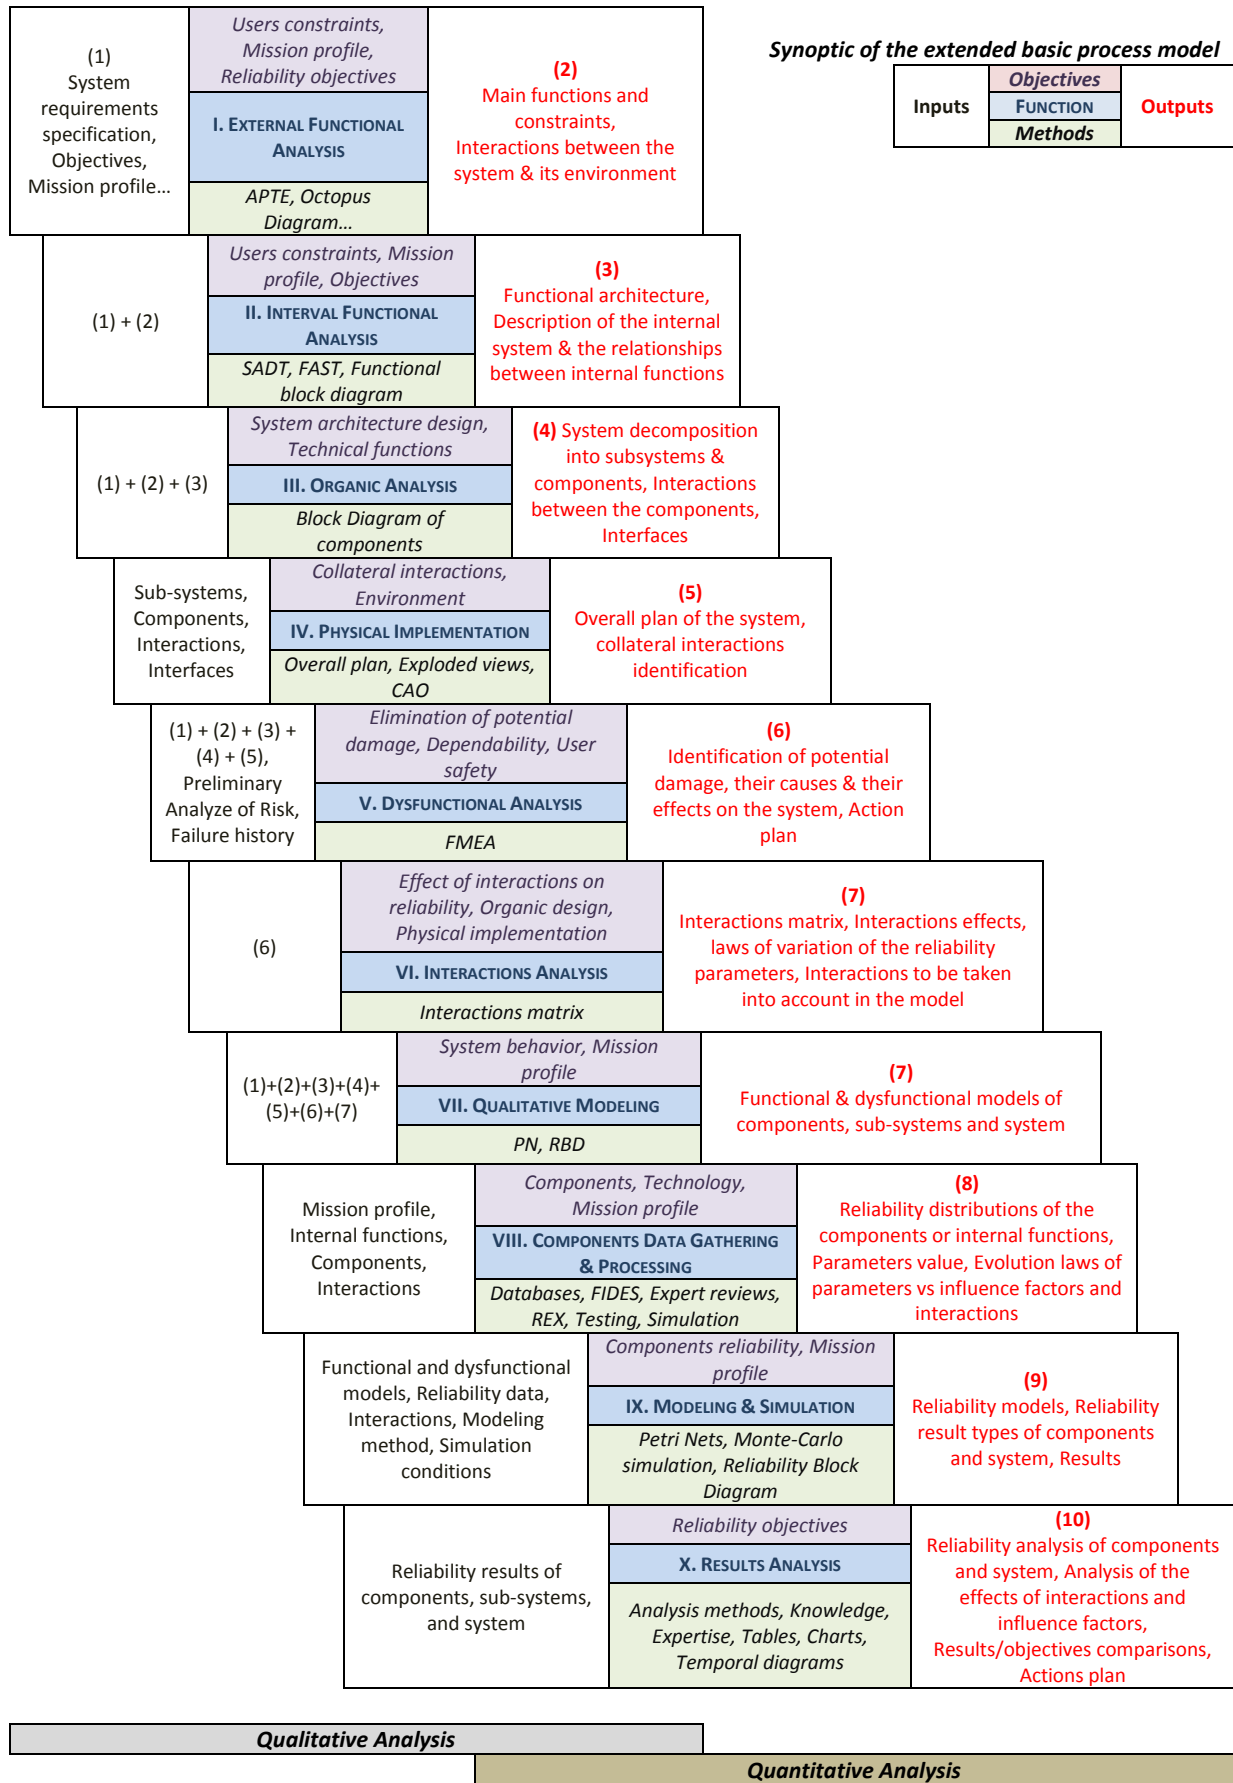 Synoptic of the extended basic process model
Inputs
Objectives
FUNCTION
Methods
Outputs
(1)
System
requirements
specification,
Objectives,
Mission profile…
Users constraints,
Mission profile,
Reliability objectives
I. EXTERNAL FUNCTIONAL
ANALYSIS
APTE, Octopus
Diagram…
(2)
Main functions and
constraints,
Interactions between the
system & its environment
(1) + (2)
Users constraints, Mission
profile, Objectives
II. INTERVAL FUNCTIONAL
ANALYSIS
SADT, FAST, Functional
block diagram
(3)
Functional architecture,
Description of the internal
system & the relationships
between internal functions
(1) + (2) + (3)
System architecture design,
Technical functions
III. ORGANIC ANALYSIS
Block Diagram of
components
(4) System decomposition
into subsystems &
components, Interactions
between the components,
Interfaces
Sub-systems,
Components,
Interactions,
Interfaces
Collateral interactions,
Environment
IV. PHYSICAL IMPLEMENTATION
Overall plan, Exploded views,
CAO
(5)
Overall plan of the system,
collateral interactions
identification
(1) + (2) + (3) +
(4) + (5),
Preliminary
Analyze of Risk,
Failure history
Elimination of potential
damage, Dependability, User
safety
V. DYSFUNCTIONAL ANALYSIS
FMEA
(6)
Identification of potential
damage, their causes & their
effects on the system, Action
plan
(6)
Effect of interactions on
reliability, Organic design,
Physical implementation
VI. INTERACTIONS ANALYSIS
Interactions matrix
(7)
Interactions matrix, Interactions effects,
laws of variation of the reliability
parameters, Interactions to be taken
into account in the model
(1)+(2)+(3)+(4)+
(5)+(6)+(7)
System behavior, Mission
profile
VII. QUALITATIVE MODELING
PN, RBD
(7)
Functional & dysfunctional models of
components, sub-systems and system
Mission profile,
Internal functions,
Components,
Interactions
Components, Technology,
Mission profile
VIII. COMPONENTS DATA GATHERING
& PROCESSING
Databases, FIDES, Expert reviews,
REX, Testing, Simulation
(8)
Reliability distributions of the
components or internal functions,
Parameters value, Evolution laws of
parameters vs influence factors and
interactions
Functional and dysfunctional
models, Reliability data,
Interactions, Modeling
method, Simulation
conditions
Components reliability, Mission
profile
IX. MODELING & SIMULATION
Petri Nets, Monte-Carlo
simulation, Reliability Block
Diagram
(9)
Reliability models, Reliability
result types of components
and system, Results
Reliability results of
components, sub-systems,
and system
Reliability objectives
X. RESULTS ANALYSIS
Analysis methods, Knowledge,
Expertise, Tables, Charts,
Temporal diagrams
(10)
Reliability analysis of components
and system, Analysis of the
effects of interactions and
influence factors,
Results/objectives comparisons,
Actions plan
Qualitative Analysis
Quantitative Analysis